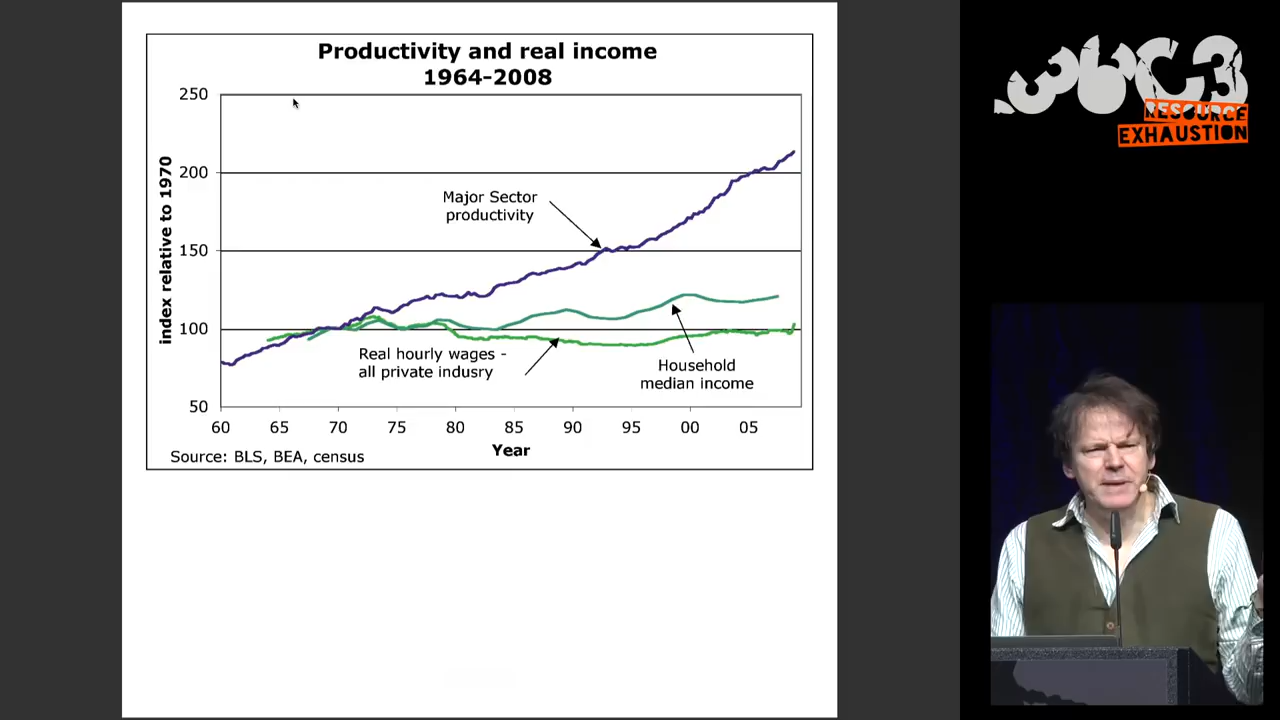 Productivity and real income
1964-2008
250
200
150
100
50
index relative to 1970
Major Sector
productivity
Real hourly wages -
all private indusry
Household
median income
60 65 70 75 80 85 90 95 00 05
Year
Source: BLS, BEA, census
36C3
RESOURCE
EXHAUSTION